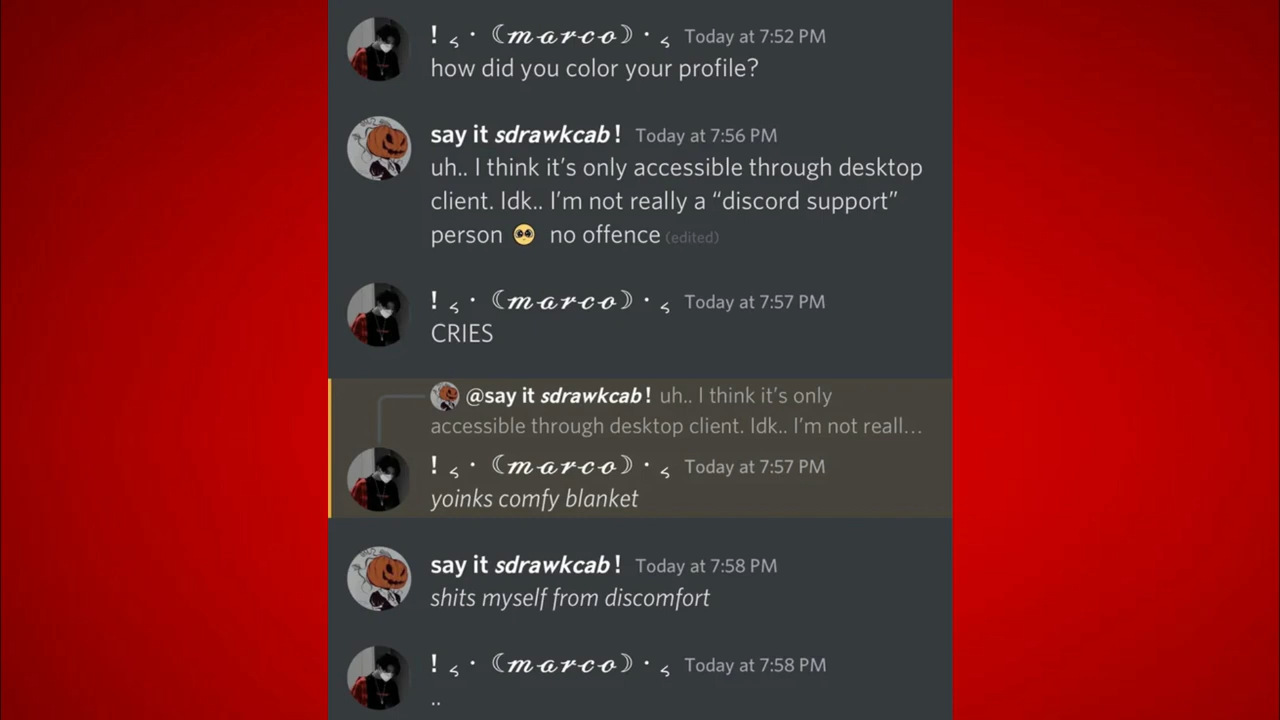 ! ͔ ˖ · ☾𝓶𝓪𝓻𝓬𝓸☽ · ͔ Today at 7:52 PM
how did you color your profile?
say it sdrawkcab ! Today at 7:56 PM
uh.. I think it’s only accessible through desktop
client. Idk.. I’m not really a “discord support”
person 🥺 no offence (edited)
! ، · ☾𝓶𝓪𝓻𝓬𝓸☽ · ، Today at 7:57 PM
CRIES
@say it sdrawkcab ! uh.. I think it’s only
accessible through desktop client. Idk.. I’m not reall…
! ، · ☾𝓶𝓪𝓻𝓬𝓸☽ · ، Today at 7:57 PM
yoinks comfy blanket
say it sdrawkcab ! Today at 7:58 PM
shits myself from discomfort
! ، · ☾𝓶𝓪𝓻𝓬𝓸☽ · ، Today at 7:58 PM
..